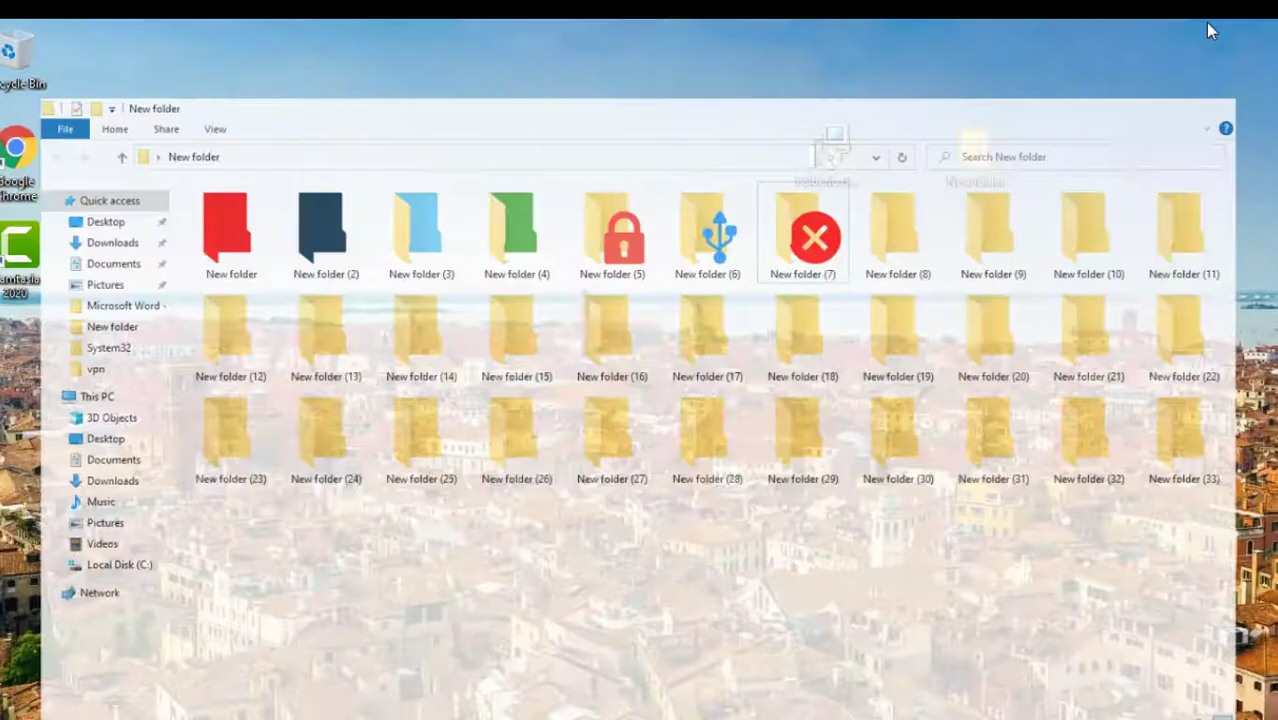 cycle Bin
Google
hrome
amtasia
2020
New folder
File Home Share View
New folder
Search New folder
Quick access
Desktop
Downloads
Documents
Pictures
Microsoft Word -
New folder
System32
vpn
This PC
3D Objects
Desktop
Documents
Downloads
Music
Pictures
Videos
Local Disk (C:)
Network
New folder New folder (2) New folder (3) New folder (4) New folder (5) New folder (6) New folder (7) New folder (8) New folder (9) New folder (10) New folder (11)
New folder (12) New folder (13) New folder (14) New folder (15) New folder (16) New folder (17) New folder (18) New folder (19) New folder (20) New folder (21) New folder (22)
New folder (23) New folder (24) New folder (25) New folder (26) New folder (27) New folder (28) New folder (29) New folder (30) New folder (31) New folder (32) New folder (33)